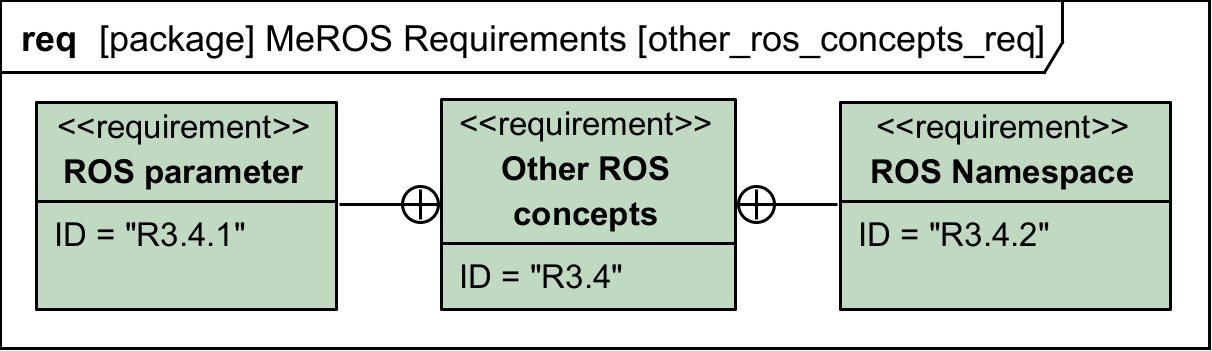 req [package] MeROS Requirements [other_ros_concepts_req]
<<requirement>>
ROS parameter
ID = "R3.4.1"
<<requirement>>
Other ROS
concepts
ID = "R3.4"
<<requirement>>
ROS Namespace
ID = "R3.4.2"